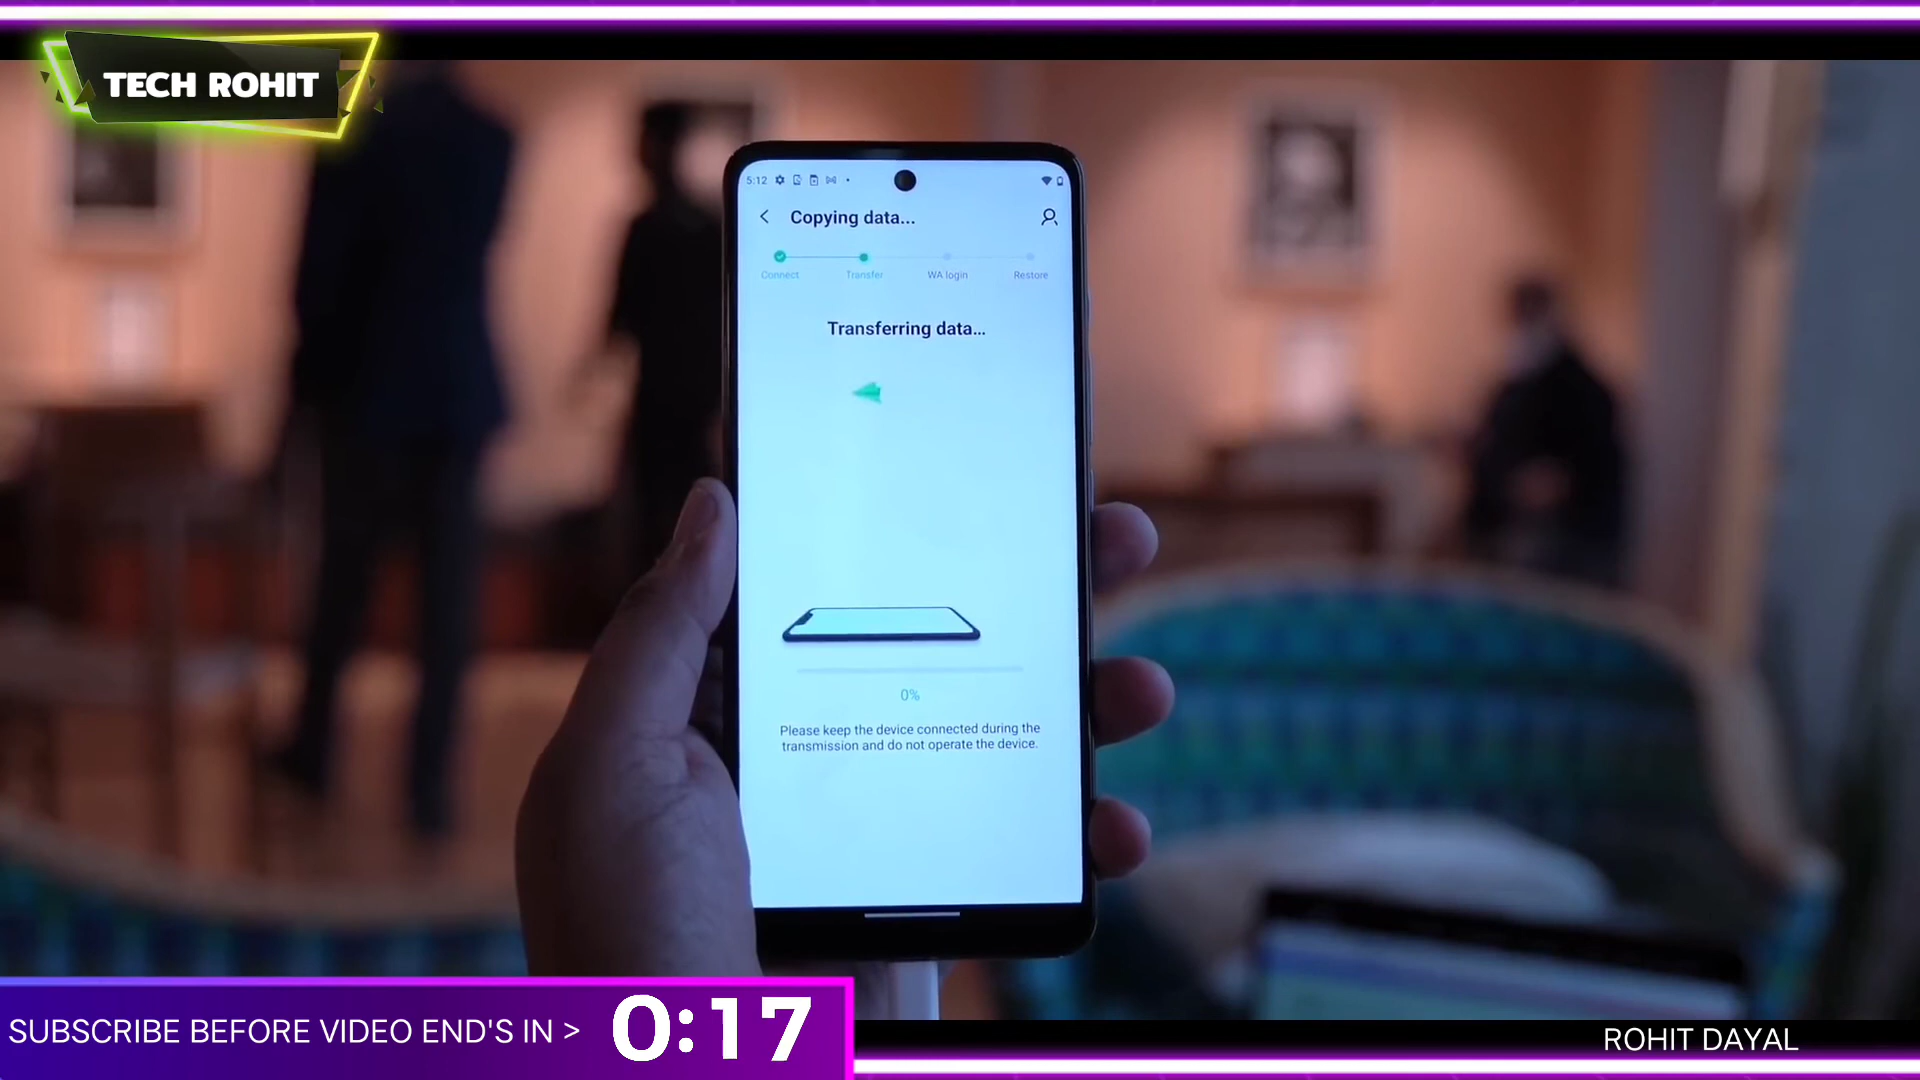 TECH ROHIT
5:12
Copying data...
Connect
Transfer
WA login
Restore
Transferring data...
0%
Please keep the device connected during the
transmission and do not operate the device.
SUBSCRIBE BEFORE VIDEO END'S IN >
0:17
ROHIT DAYAL